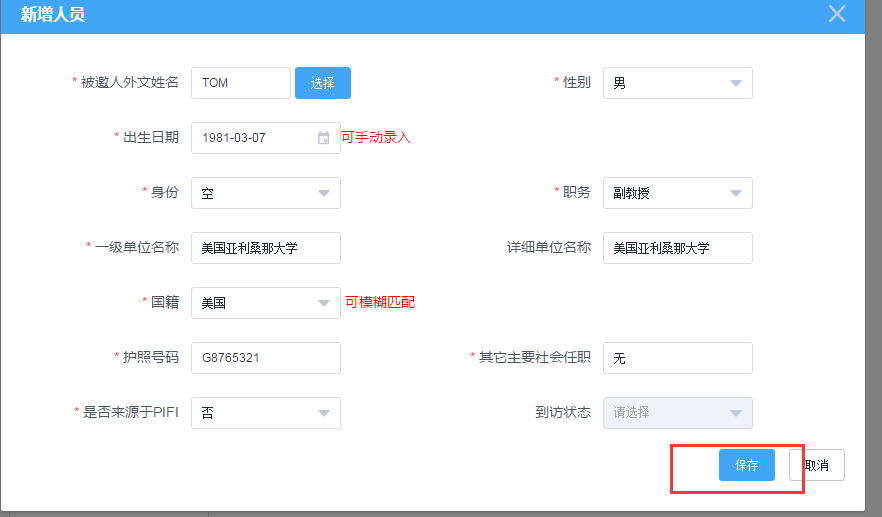 新增人员
* 被邀人外文姓名 TOM 选择 * 性别 男
* 出生日期 1981-03-07 可手动录入
* 身份 空 * 职务 副教授
* 一级单位名称 美国亚利桑那大学 详细单位名称 美国亚利桑那大学
* 国籍 美国 可模糊匹配
* 护照号码 G8765321 * 其它主要社会任职 无
* 是否来源于PIFI 否 到访状态 请选择
保存 取消